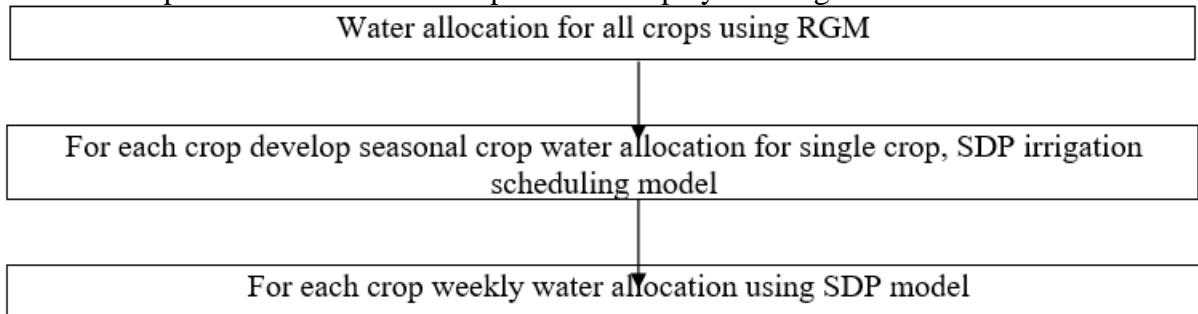 Water allocation for all crops using RGM
For each crop develop seasonal crop water allocation for single crop, SDP irrigation
scheduling model
For each crop weekly water allocation using SDP model